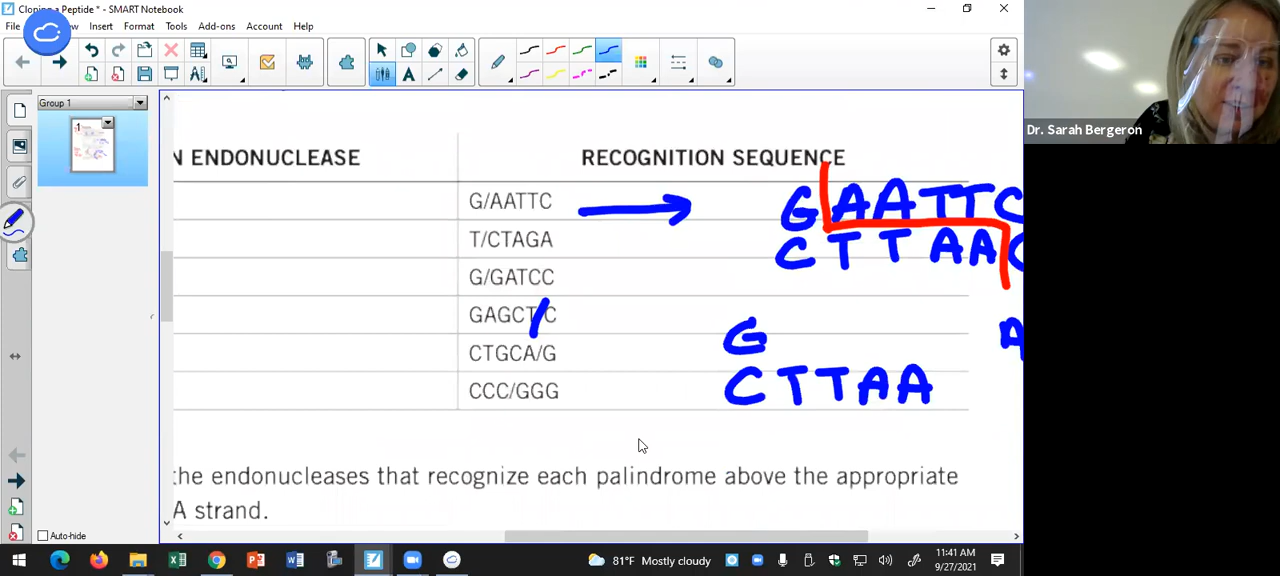 Cloning a Peptide * - SMART Notebook
File
Insert
Format
Tools
Add-ons
Account
Help
Group 1
N ENDONUCLEASE
RECOGNITION SEQUENCE
G/AATTC
G AATTC
T/CTAGA
CTTAA
G/GATCC
GAGCT/C
G
A
CTGCA/G
CTTAA
CCC/GGG
the endonucleases that recognize each palindrome above the appropriate
A strand.
Auto-hide
Dr. Sarah Bergeron
81°F Mostly cloudy
11:41 AM
9/27/2021